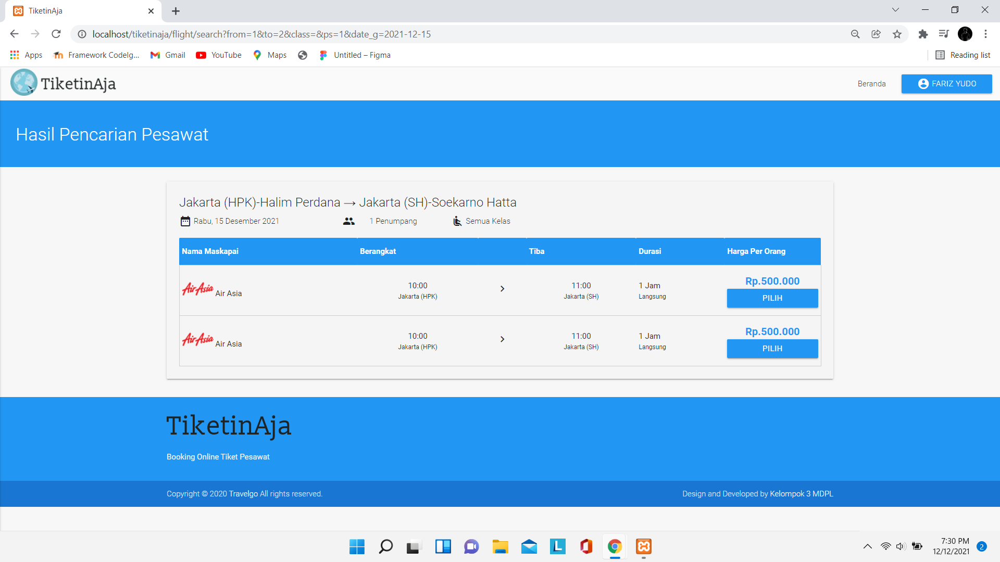 TiketinAja
localhost/tiketinaja/flight/search?from=1&to=2&class=&ps=1&date_g=2021-12-15
Apps Framework CodeIg... Gmail YouTube Maps Untitled – Figma Reading list
TiketinAja Beranda FARIZ YUDO
Hasil Pencarian Pesawat
Jakarta (HPK)-Halim Perdana → Jakarta (SH)-Soekarno Hatta
Rabu, 15 Desember 2021 1 Penumpang Semua Kelas
Nama Maskapai Berangkat Tiba Durasi Harga Per Orang
AirAsia Air Asia 10:00 11:00 1 Jam Rp.500.000
Jakarta (HPK) Jakarta (SH) Langsung PILIH
AirAsia Air Asia 10:00 11:00 1 Jam Rp.500.000
Jakarta (HPK) Jakarta (SH) Langsung PILIH
TiketinAja
Booking Online Tiket Pesawat
Copyright © 2020 Travelgo All rights reserved. Design and Developed by Kelompok 3 MDPL
7:30 PM
12/12/2021 2